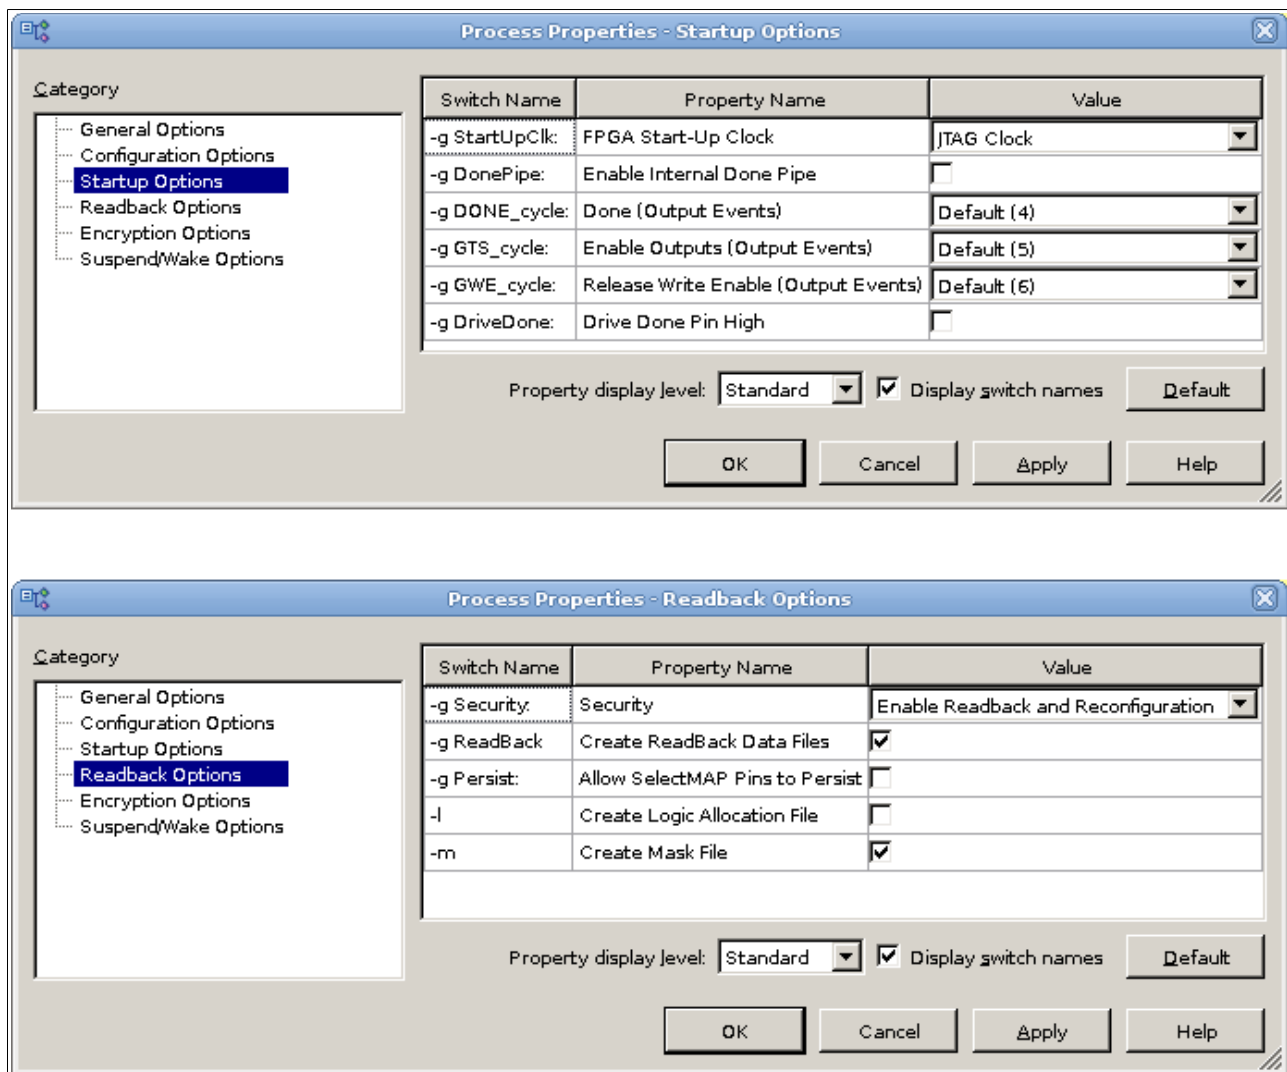 Process Properties - Startup Options
Category
General Options
Configuration Options
Startup Options
Readback Options
Encryption Options
Suspend/Wake Options
Switch Name Property Name Value
-g StartUpClk: FPGA Start-Up Clock JTAG Clock
-g DonePipe: Enable Internal Done Pipe
-g DONE_cycle: Done (Output Events) Default (4)
-g GTS_cycle: Enable Outputs (Output Events) Default (5)
-g GWE_cycle: Release Write Enable (Output Events) Default (6)
-g DriveDone: Drive Done Pin High
Property display level: Standard Display switch names Default
OK Cancel Apply Help
Process Properties - Readback Options
Category
General Options
Configuration Options
Startup Options
Readback Options
Encryption Options
Suspend/Wake Options
Switch Name Property Name Value
-g Security: Security Enable Readback and Reconfiguration
-g ReadBack Create ReadBack Data Files
-g Persist: Allow SelectMAP Pins to Persist
-l Create Logic Allocation File
-m Create Mask File
Property display level: Standard Display switch names Default
OK Cancel Apply Help